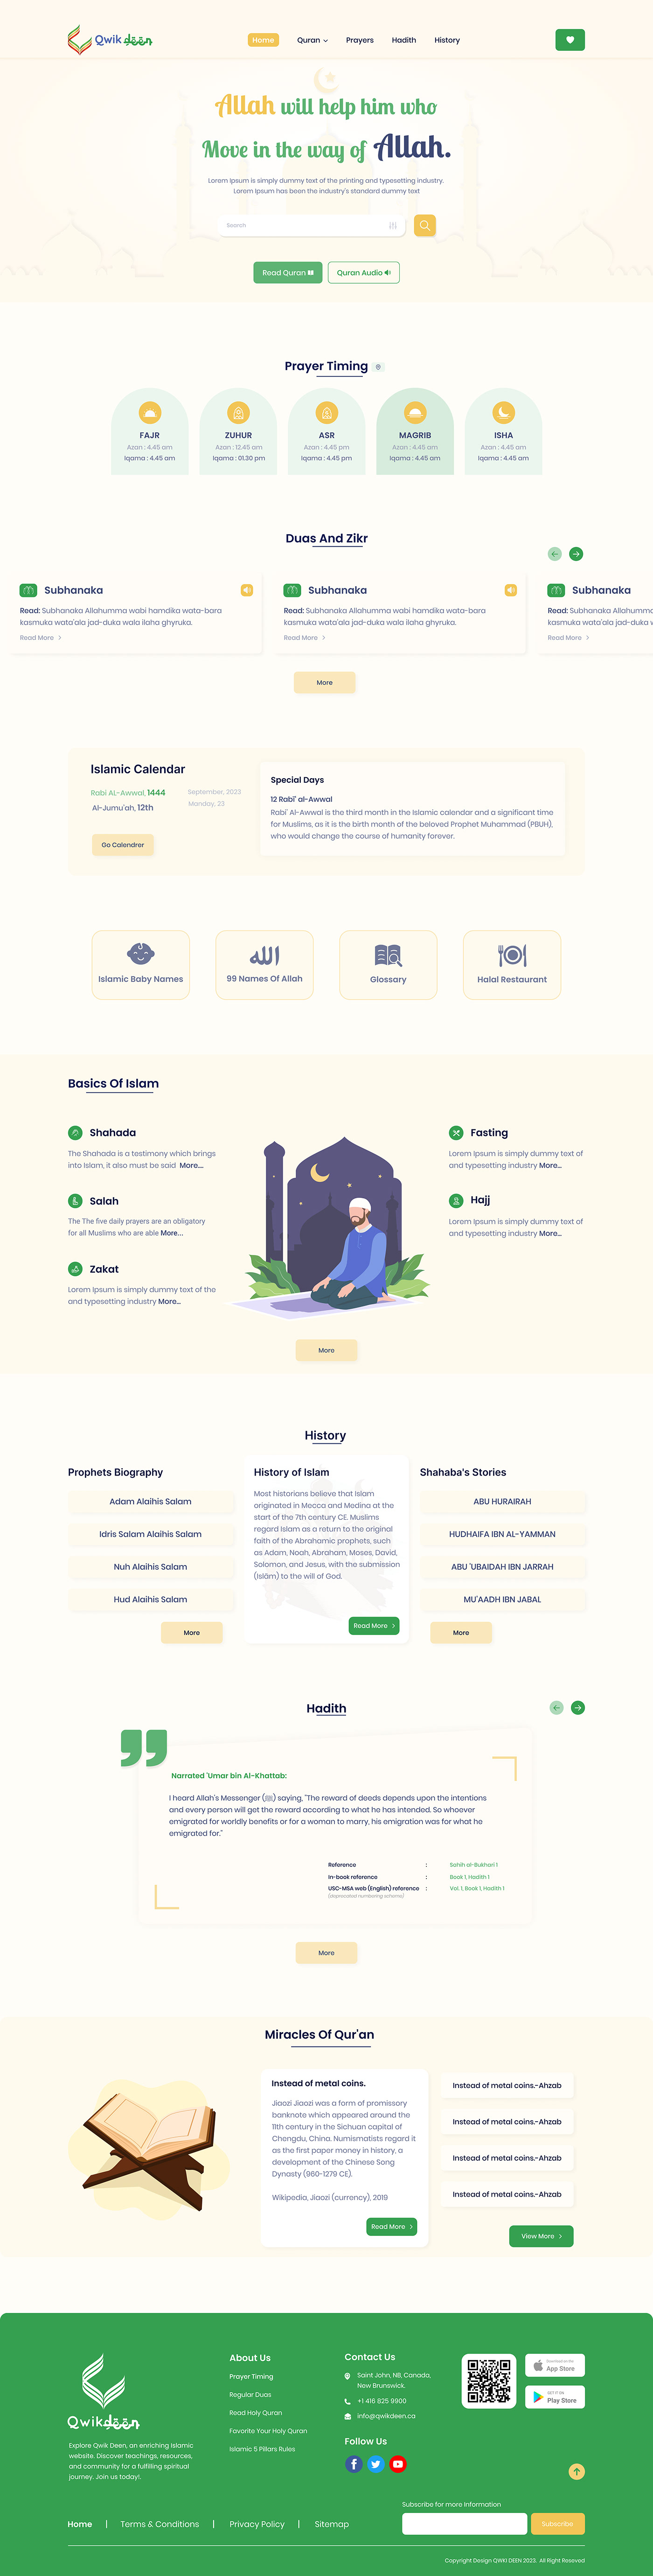 Qwik deen
Home
Quran
Prayers
Hadith
History
Allah will help him who
Move in the way of Allah.
Lorem Ipsum is simply dummy text of the printing and typesetting industry.
Lorem Ipsum has been the industry's standard dummy text
Search
Read Quran
Quran Audio
Prayer Timing
FAJR
Azan : 4.45 am
Iqama : 4.45 am
ZUHUR
Azan : 12.45 am
Iqama : 01.30 pm
ASR
Azan : 4.45 pm
Iqama : 4.45 pm
MAGRIB
Azan : 4.45 am
Iqama : 4.45 am
ISHA
Azan : 4.45 am
Iqama : 4.45 am
Duas And Zikr
Subhanaka
Read: Subhanaka Allahumma wabi hamdika wata-bara
kasmuka wata'ala jad-duka wala ilaha ghyruka.
Read More
Subhanaka
Read: Subhanaka Allahumma wabi hamdika wata-bara
kasmuka wata'ala jad-duka wala ilaha ghyruka.
Read More
Subhanaka
Read: Subhanaka Allahumma
kasmuka wata'ala jad-duka w
Read More
More
Islamic Calendar
Rabi AL-Awwal, 1444
Al-Jumu'ah, 12th
September, 2023
Monday, 23
Go Calendrer
Special Days
12 Rabi' al-Awwal
Rabi' Al-Awwal is the third month in the Islamic calendar and a significant time
for Muslims, as it is the birth month of the beloved Prophet Muhammad (PBUH),
who would change the course of humanity forever.
Islamic Baby Names
الله
99 Names Of Allah
Glossary
Halal Restaurant
Basics Of Islam
Shahada
The Shahada is a testimony which brings
into Islam, it also must be said More....
Salah
The The five daily prayers are an obligatory
for all Muslims who are able More...
Zakat
Lorem Ipsum is simply dummy text of the
and typesetting industry More...
Fasting
Lorem Ipsum is simply dummy text of
and typesetting industry More...
Hajj
Lorem Ipsum is simply dummy text of
and typesetting industry More...
More
History
Prophets Biography
Adam Alaihis Salam
Idris Salam Alaihis Salam
Nuh Alaihis Salam
Hud Alaihis Salam
More
History of Islam
Most historians believe that Islam
originated in Mecca and Medina at the
start of the 7th century CE. Muslims
regard Islam as a return to the original
faith of the Abrahamic prophets, such
as Adam, Noah, Abraham, Moses, David,
Solomon, and Jesus, with the submission
(Islām) to the will of God.
Read More
Shahaba's Stories
ABU HURAIRAH
HUDHAIFA IBN AL-YAMMAN
ABU 'UBAIDAH IBN JARRAH
MU'AADH IBN JABAL
More
Hadith
Narrated 'Umar bin Al-Khattab:
I heard Allah's Messenger (ﷺ) saying, "The reward of deeds depends upon the intentions
and every person will get the reward according to what he has intended. So whoever
emigrated for worldly benefits or for a woman to marry, his emigration was for what he
emigrated for."
Reference : Sahih al-Bukhari 1
In-book reference : Book 1, Hadith 1
USC-MSA web (English) reference : Vol. 1, Book 1, Hadith 1
(deprecated numbering scheme)
More
Miracles Of Qur'an
Instead of metal coins.
Jiaozi Jiaozi was a form of promissory
banknote which appeared around the
11th century in the Sichuan capital of
Chengdu, China. Numismatists regard it
as the first paper money in history, a
development of the Chinese Song
Dynasty (960-1279 CE).
Wikipedia, Jiaozi (currency), 2019
Read More
Instead of metal coins.-Ahzab
Instead of metal coins.-Ahzab
Instead of metal coins.-Ahzab
Instead of metal coins.-Ahzab
View More
Qwikdeen
Explore Qwik Deen, an enriching Islamic
website. Discover teachings, resources,
and community for a fulfilling spiritual
journey. Join us today!.
About Us
Prayer Timing
Regular Duas
Read Holy Quran
Favorite Your Holy Quran
Islamic 5 Pillars Rules
Contact Us
Saint John, NB, Canada,
New Brunswick.
+1 416 825 9900
info@qwikdeen.ca
Follow Us
Download on the
App Store
GET IT ON
Play Store
Subscribe for more Information
Subscribe
Home | Terms & Conditions | Privacy Policy | Sitemap
Copyright Design QWKI DEEN 2023. All Right Reseved